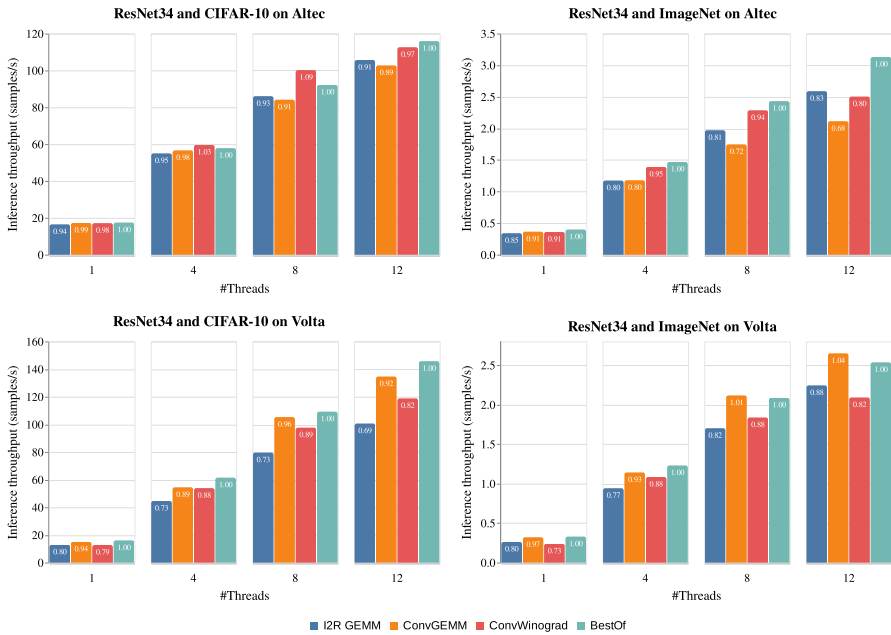 ResNet34 and CIFAR-10 on Altec
Inference throughput (samples/s)
120
100
80
60
40
20
0
0.94 0.99 0.98 1.00
0.95 0.98 1.03 1.00
0.93 0.91 1.09 1.00
0.91 0.89 0.97 1.00
1 4 8 12
#Threads
ResNet34 and ImageNet on Altec
Inference throughput (samples/s)
3.5
3.0
2.5
2.0
1.5
1.0
0.5
0.0
0.85 0.91 0.91 1.00
0.80 0.80 0.95 1.00
0.81 0.72 0.94 1.00
0.83 0.68 0.80 1.00
1 4 8 12
#Threads
ResNet34 and CIFAR-10 on Volta
Inference throughput (samples/s)
160
140
120
100
80
60
40
20
0
0.80 0.94 0.79 1.00
0.73 0.89 0.88 1.00
0.73 0.96 0.89 1.00
0.69 0.92 0.82 1.00
1 4 8 12
#Threads
ResNet34 and ImageNet on Volta
Inference throughput (samples/s)
2.5
2.0
1.5
1.0
0.5
0.0
0.80 0.97 0.73 1.00
0.77 0.93 0.88 1.00
0.82 1.01 0.88 1.00
0.88 1.04 0.82 1.00
1 4 8 12
#Threads
I2R GEMM ConvGEMM ConvWinograd BestOf